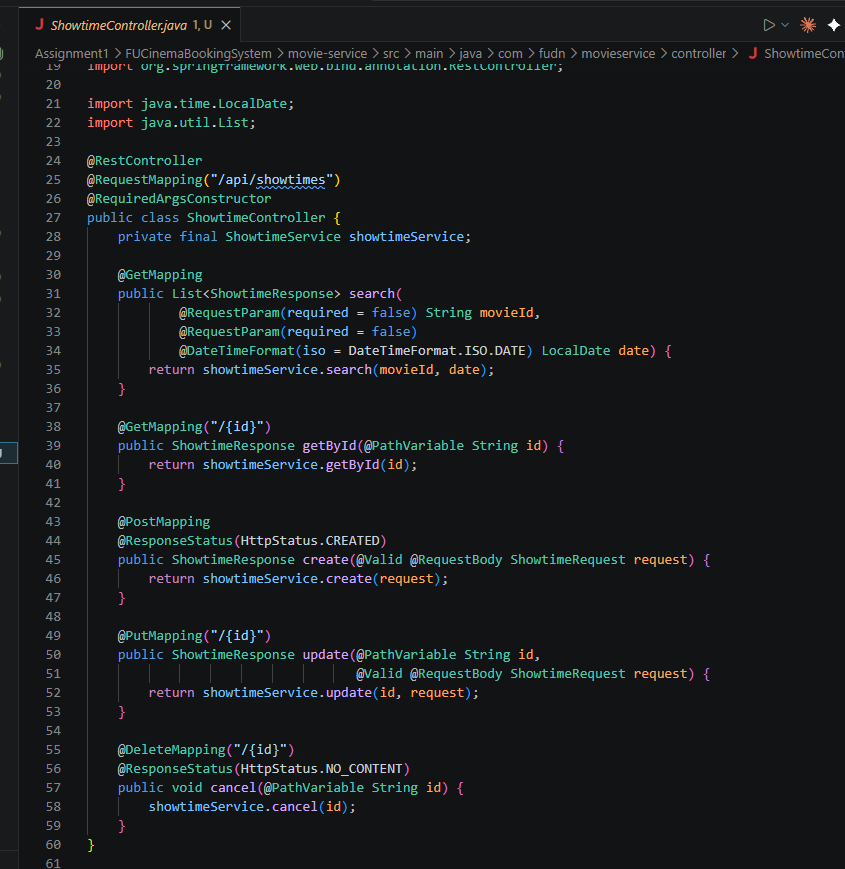 J ShowtimeController.java 1, U ✕
Assignment1 > FUCinemaBookingSystem > movie-service > src > main > java > com > fudn > movieservice > controller > J ShowtimeCon
19 import org.springframework.web.bind.annotation.RestController;
20
21 import java.time.LocalDate;
22 import java.util.List;
23
24 @RestController
25 @RequestMapping("/api/showtimes")
26 @RequiredArgsConstructor
27 public class ShowtimeController {
28     private final ShowtimeService showtimeService;
29
30     @GetMapping
31     public List<ShowtimeResponse> search(
32             @RequestParam(required = false) String movieId,
33             @RequestParam(required = false)
34             @DateTimeFormat(iso = DateTimeFormat.ISO.DATE) LocalDate date) {
35         return showtimeService.search(movieId, date);
36     }
37
38     @GetMapping("/{id}")
39     public ShowtimeResponse getById(@PathVariable String id) {
40         return showtimeService.getById(id);
41     }
42
43     @PostMapping
44     @ResponseStatus(HttpStatus.CREATED)
45     public ShowtimeResponse create(@Valid @RequestBody ShowtimeRequest request) {
46         return showtimeService.create(request);
47     }
48
49     @PutMapping("/{id}")
50     public ShowtimeResponse update(@PathVariable String id,
51                                    @Valid @RequestBody ShowtimeRequest request) {
52         return showtimeService.update(id, request);
53     }
54
55     @DeleteMapping("/{id}")
56     @ResponseStatus(HttpStatus.NO_CONTENT)
57     public void cancel(@PathVariable String id) {
58         showtimeService.cancel(id);
59     }
60 }
61